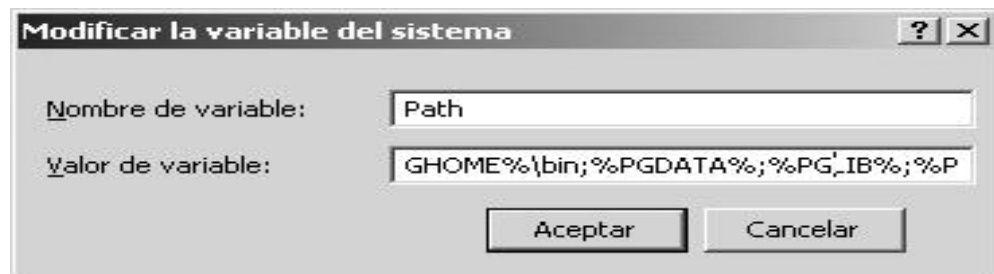 Modificar la variable del sistema
Nombre de variable: Path
Valor de variable: GHOME%\bin;%PGDATA%;%PGLIB%;%P
Aceptar Cancelar